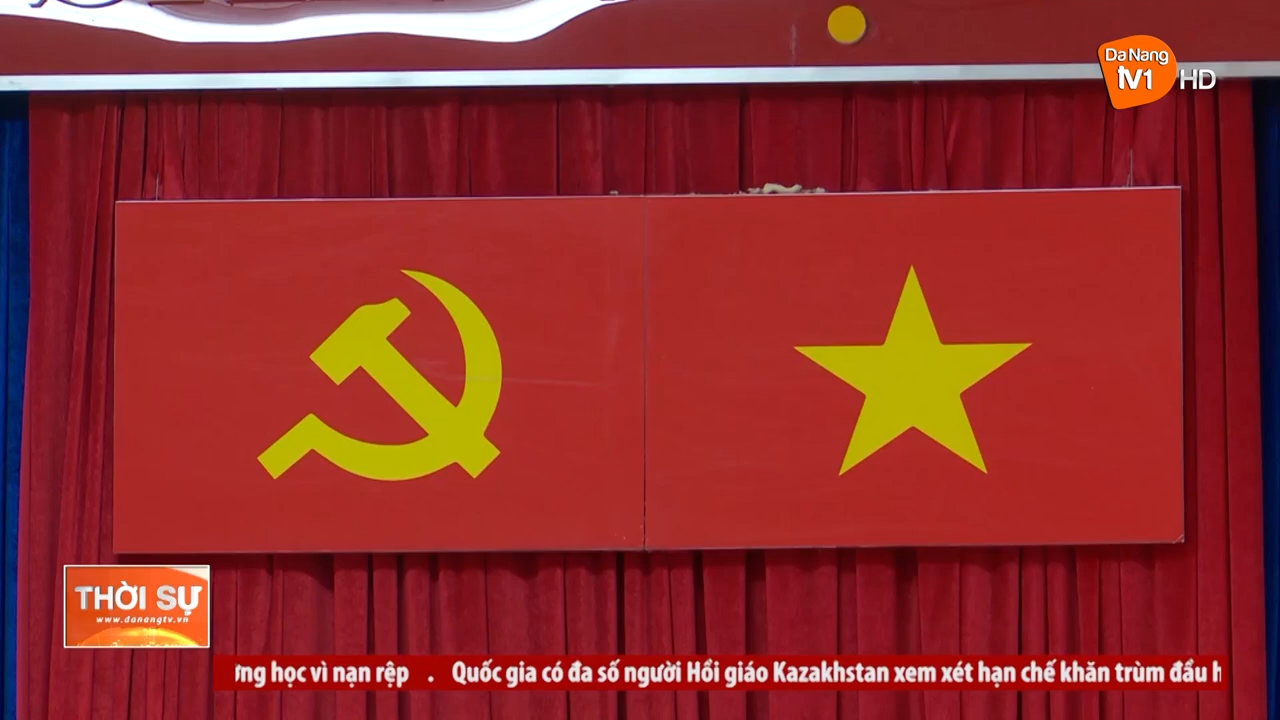 Da Nang
tv1 HD
THỜI SỰ
www.danangtv.vn
học vì nạn rệp . Quốc gia có đa số người Hồi giáo Kazakhstan xem xét hạn chế khăn trùm đầu